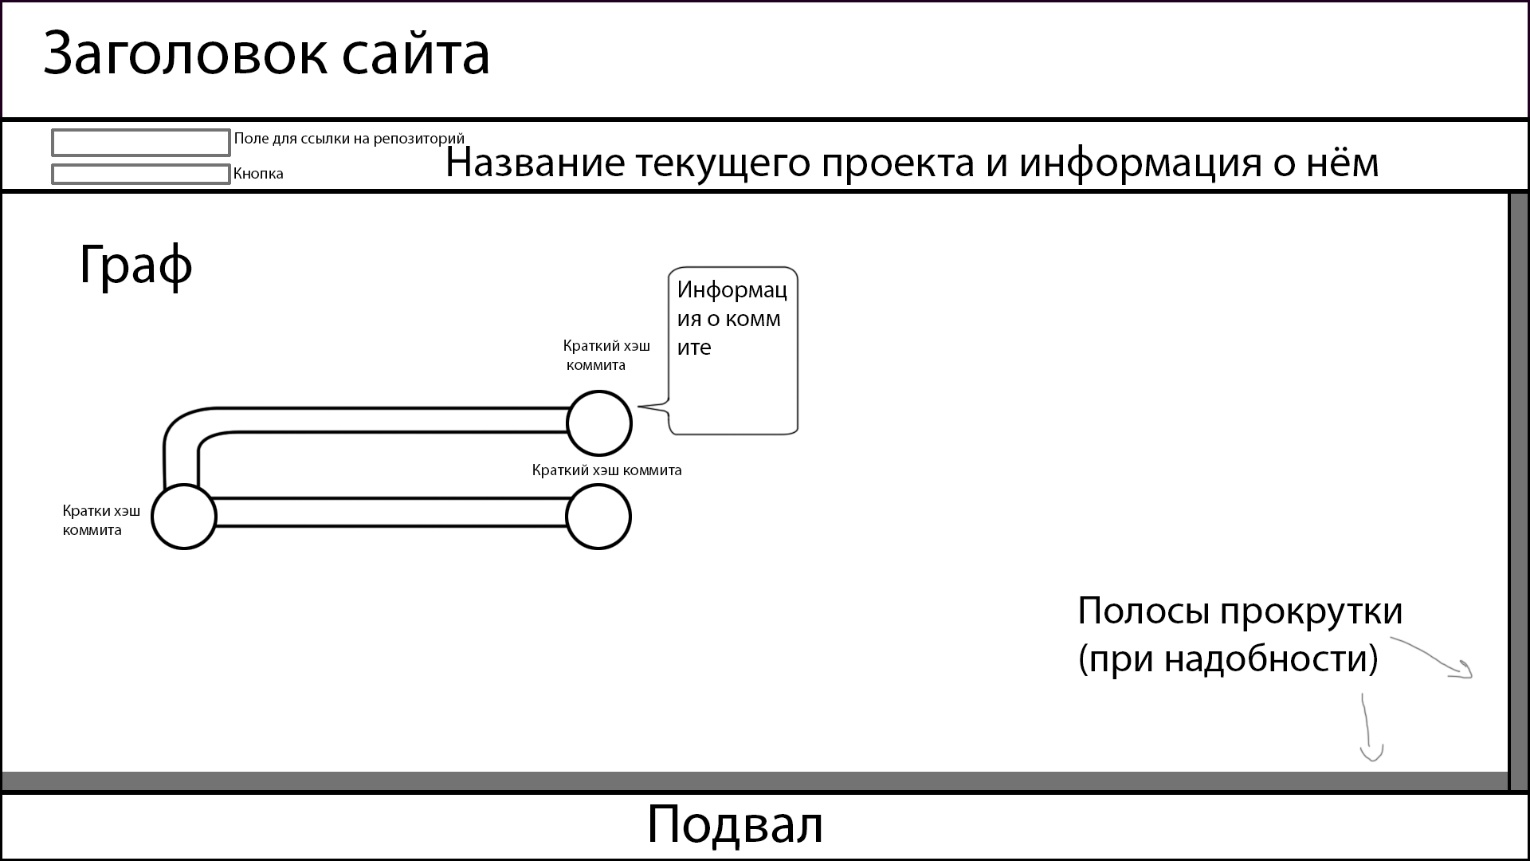 Заголовок сайта
Поле для ссылки на репозиторий
Кнопка
Название текущего проекта и информация о нём
Граф
Информац
ия о комм
ите
Краткий хэш
коммита
Краткий хэш коммита
Кратки хэш
коммита
Полосы прокрутки
(при надобности)
Подвал